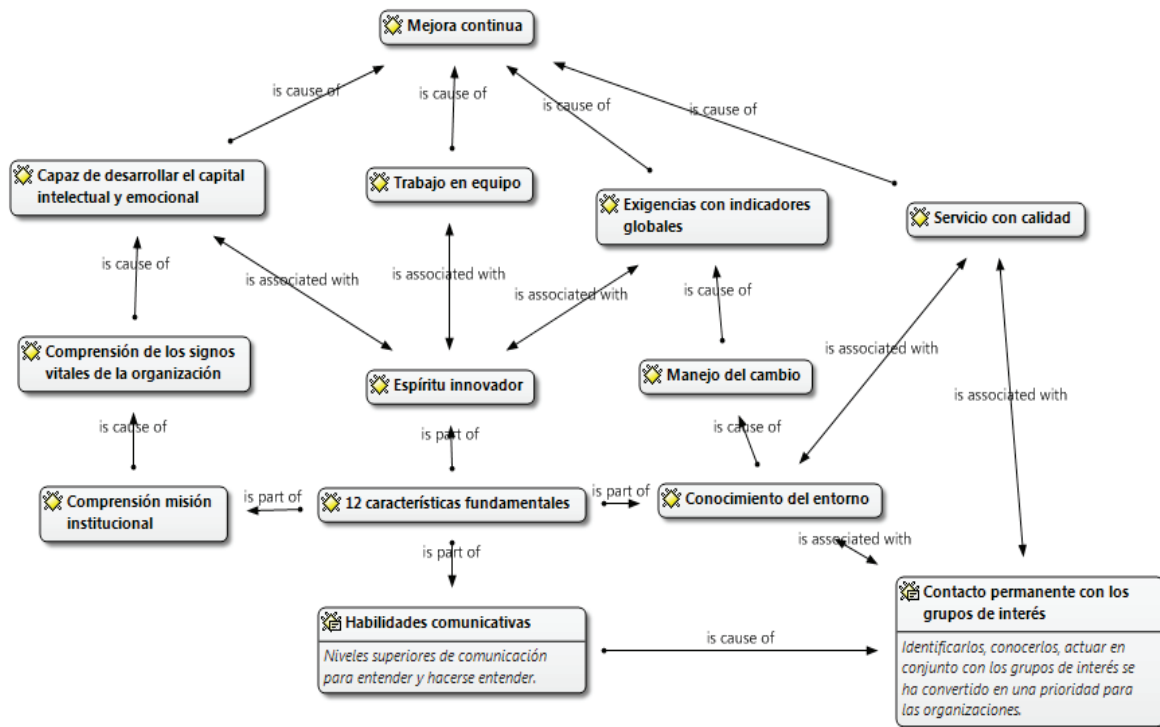 Mejora continua
is cause of
is cause of
is cause of
is cause of
Capaz de desarrollar el capital
intelectual y emocional
Trabajo en equipo
Exigencias con indicadores
globales
Servicio con calidad
is cause of
is associated with
is associated with
is associated with
is cause of
Comprensión de los signos
vitales de la organización
Espíritu innovador
Manejo del cambio
is associated with
is associated with
is cause of
is part of
is cause of
Comprensión misión
institucional
is part of
12 características fundamentales
is part of
Conocimiento del entorno
is part of
is associated with
Habilidades comunicativas
Niveles superiores de comunicación
para entender y hacerse entender.
is cause of
Contacto permanente con los
grupos de interés
Identificarlos, conocerlos, actuar en
conjunto con los grupos de interés se
ha convertido en una prioridad para
las organizaciones.